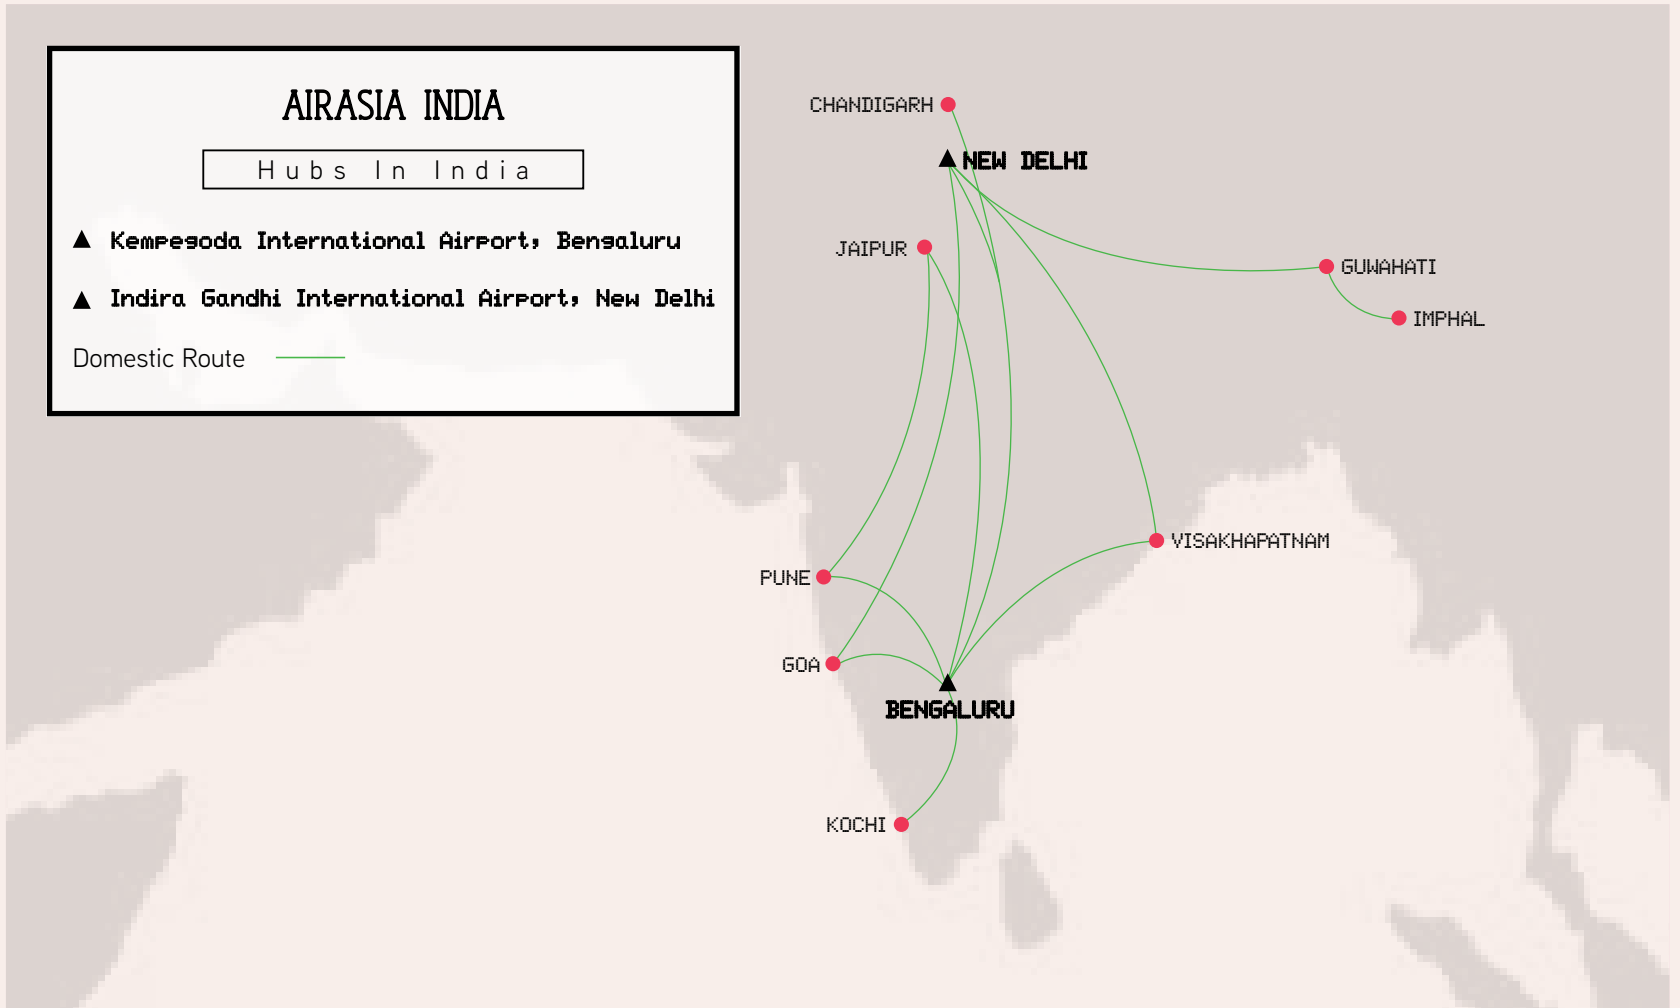 AIRASIA INDIA
Hubs In India
Kempegoda International Airport, Bengaluru
Indira Gandhi International Airport, New Delhi
Domestic Route
CHANDIGARH
NEW DELHI
JAIPUR
GUWAHATI
IMPHAL
VISAKHAPATNAM
PUNE
GOA
BENGALURU
KOCHI